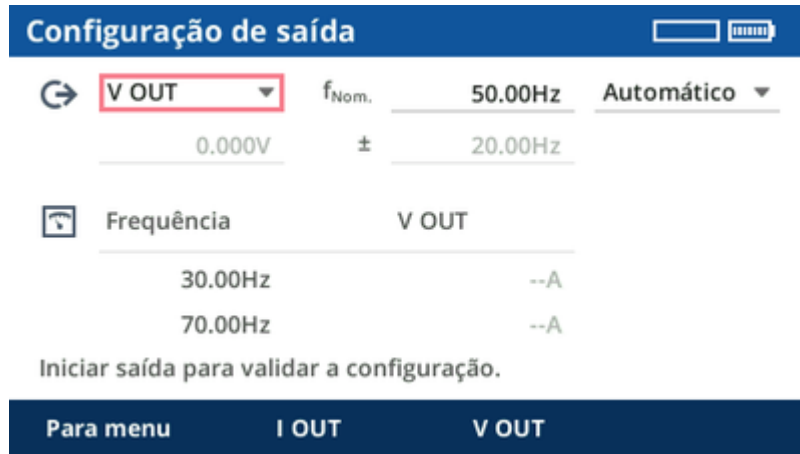 Configuração de saída
V OUT fNom. 50.00Hz Automático
0.000V ± 20.00Hz
Frequência V OUT
30.00Hz --A
70.00Hz --A
Iniciar saída para validar a configuração.
Para menu I OUT V OUT